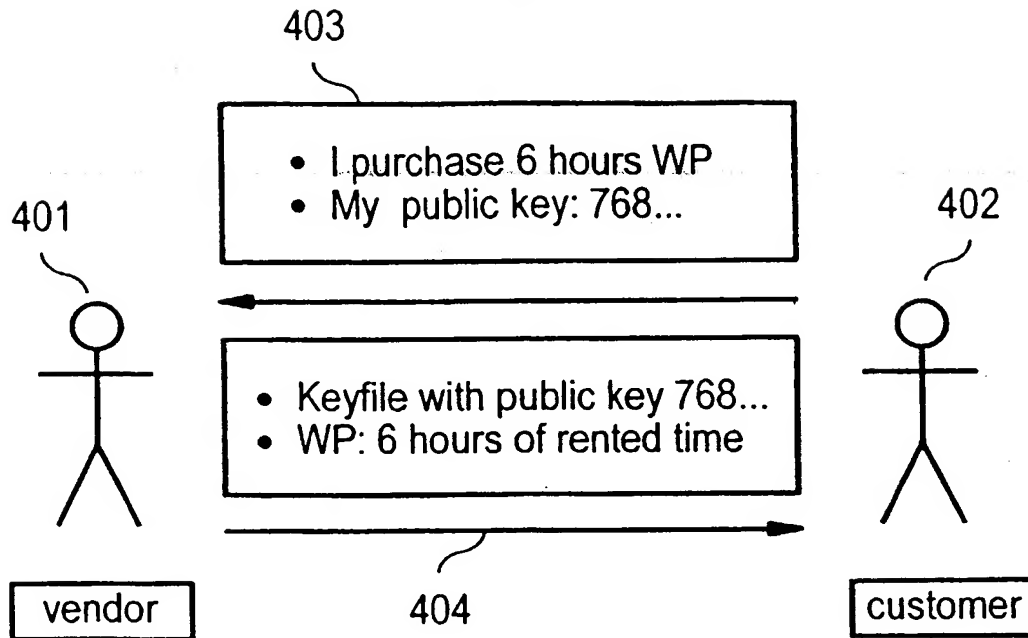 403
• I purchase 6 hours WP
• My public key: 768...
401
402
• Keyfile with public key 768...
• WP: 6 hours of rented time
vendor
404
customer